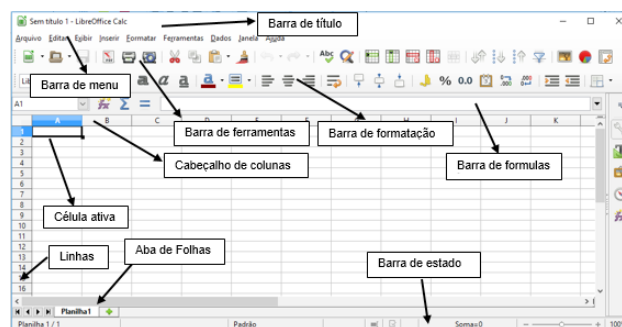 Sem título 1 - LibreOffice Calc
Barra de título
Arquivo Editar Exibir Inserir Formatar Ferramentas Dados Janela Ajuda
Barra de menu
a a
% 0.0
A1
Σ =
A B C J K
Barra de ferramentas
Barra de formatação
1
2
3
4
5
6
7
8
9
10
11
12
13
14
16
Cabeçalho de colunas
Barra de formulas
Célula ativa
Linhas
Aba de Folhas
Barra de estado
Planilha1
Planilha 1 / 1 Padrão Soma=0 100%